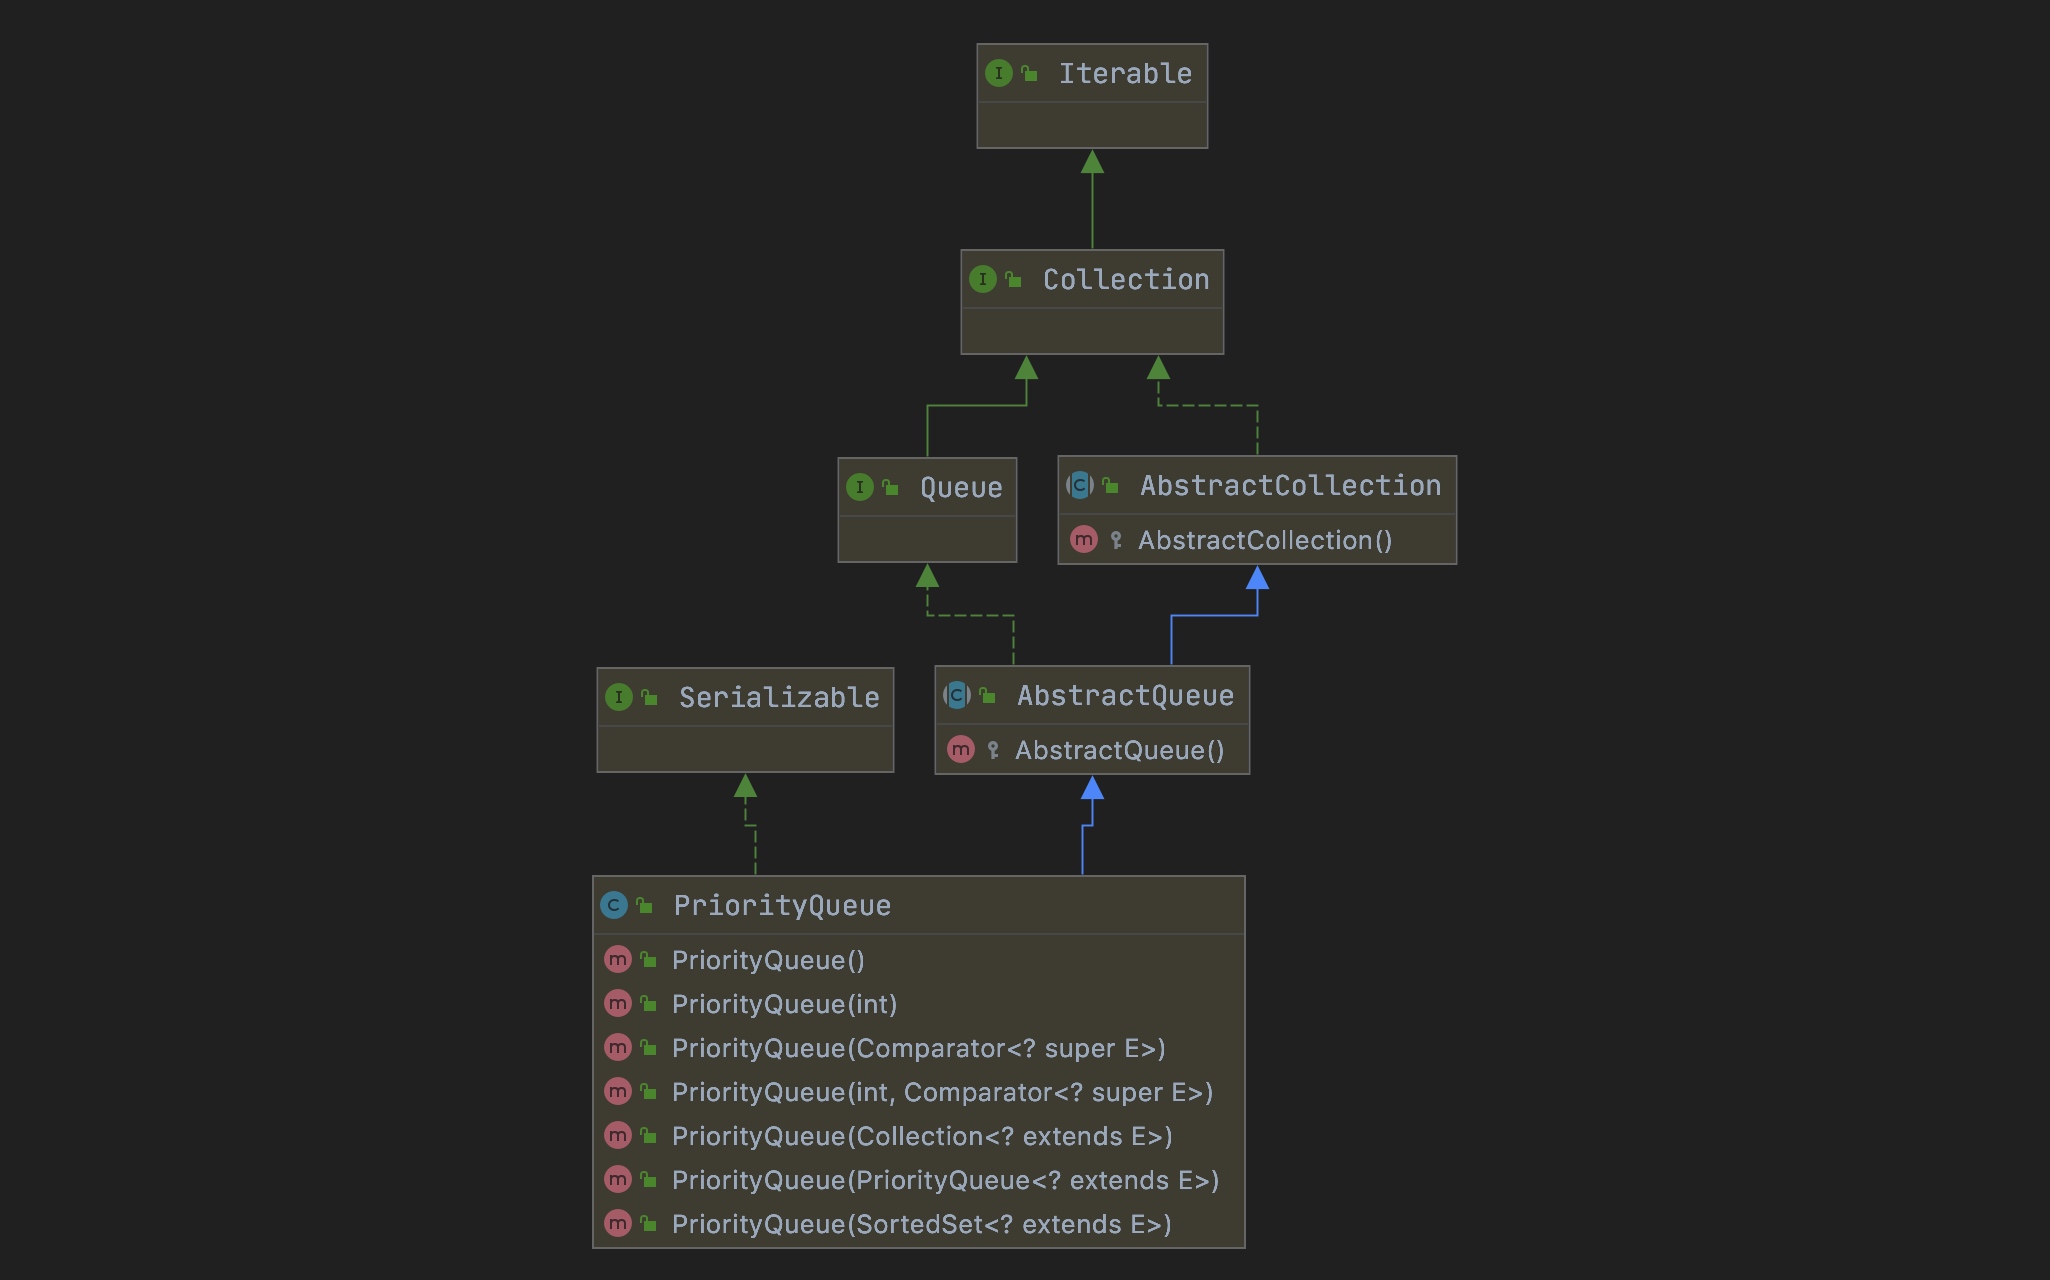 I Iterable
I Collection
I Queue
C AbstractCollection
m AbstractCollection()
I Serializable
C AbstractQueue
m AbstractQueue()
C PriorityQueue
m PriorityQueue()
m PriorityQueue(int)
m PriorityQueue(Comparator<? super E>)
m PriorityQueue(int, Comparator<? super E>)
m PriorityQueue(Collection<? extends E>)
m PriorityQueue(PriorityQueue<? extends E>)
m PriorityQueue(SortedSet<? extends E>)